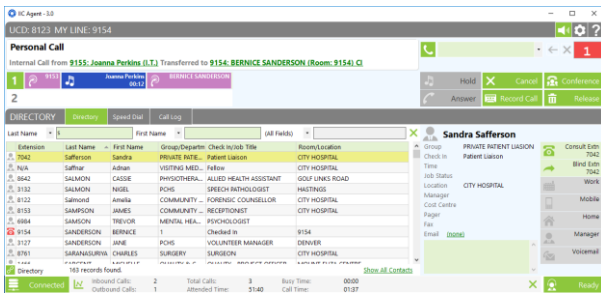 IIC Agent - 3.0
UCD: 8123 MY LINE: 9154
Personal Call
Internal Call from 9155: Joanna Perkins (I.T.) Transferred to 9154: BERNICE SANDERSON (Room: 9154) CI
1
1 9153 Joanna Perkins 00:12 BERNICE SANDERSON
2
Hold Cancel Conference
Answer Record Call Release
DIRECTORY Directory Speed Dial Call Log
Last Name s First Name (All Fields)
Extension Last Name First Name Group/Departm Check In/Job Title Room/Location
7042 Safferson Sandra PRIVATE PATIE... Patient Liaison CITY HOSPITAL
N/A Saffnar Adnan VISITING MED... Fellow CITY HOSPITAL
8642 SALMON CASSIE PHYSIOTHERA... ALLIED HEALTH ASSISTANT GOLF LINKS ROAD
3132 SALMON NIGEL PCHS SPEECH PATHOLOGIST HASTINGS
8122 Salmond Amelia COMMUNITY ... FORENSIC COUNSELLOR CITY HOSPITAL
8153 SAMPSON JAMES COMMUNITY ... RECEPTIONIST CITY HOSPITAL
6984 SAMSON TREVOR MENTAL HEA... PSYCHOLOGIST
9154 SANDERSON BERNICE 1 Checked In 9154
3127 SANDERSON JANE PCHS VOLUNTEER MANAGER DENVER
8761 SARANASURIYA CHARLES SURGERY SURGEON CITY HOSPITAL
Directory 163 records found. Show All Contacts
Sandra Safferson
Group PRIVATE PATIENT LIASION
Check In Patient Liaison
Time
Job Status
Location CITY HOSPITAL
Manager
Cost Centre
Pager
Fax
Email (none)
Consult Extn
7042
Blind Extn
7042
Work
Mobile
Home
Manager
Voicemail
Connected Inbound Calls: 2 Total Calls: 3 Busy Time: 00:00
Outbound Calls: 1 Attended Time: 51:40 Call Time: 01:37
Ready